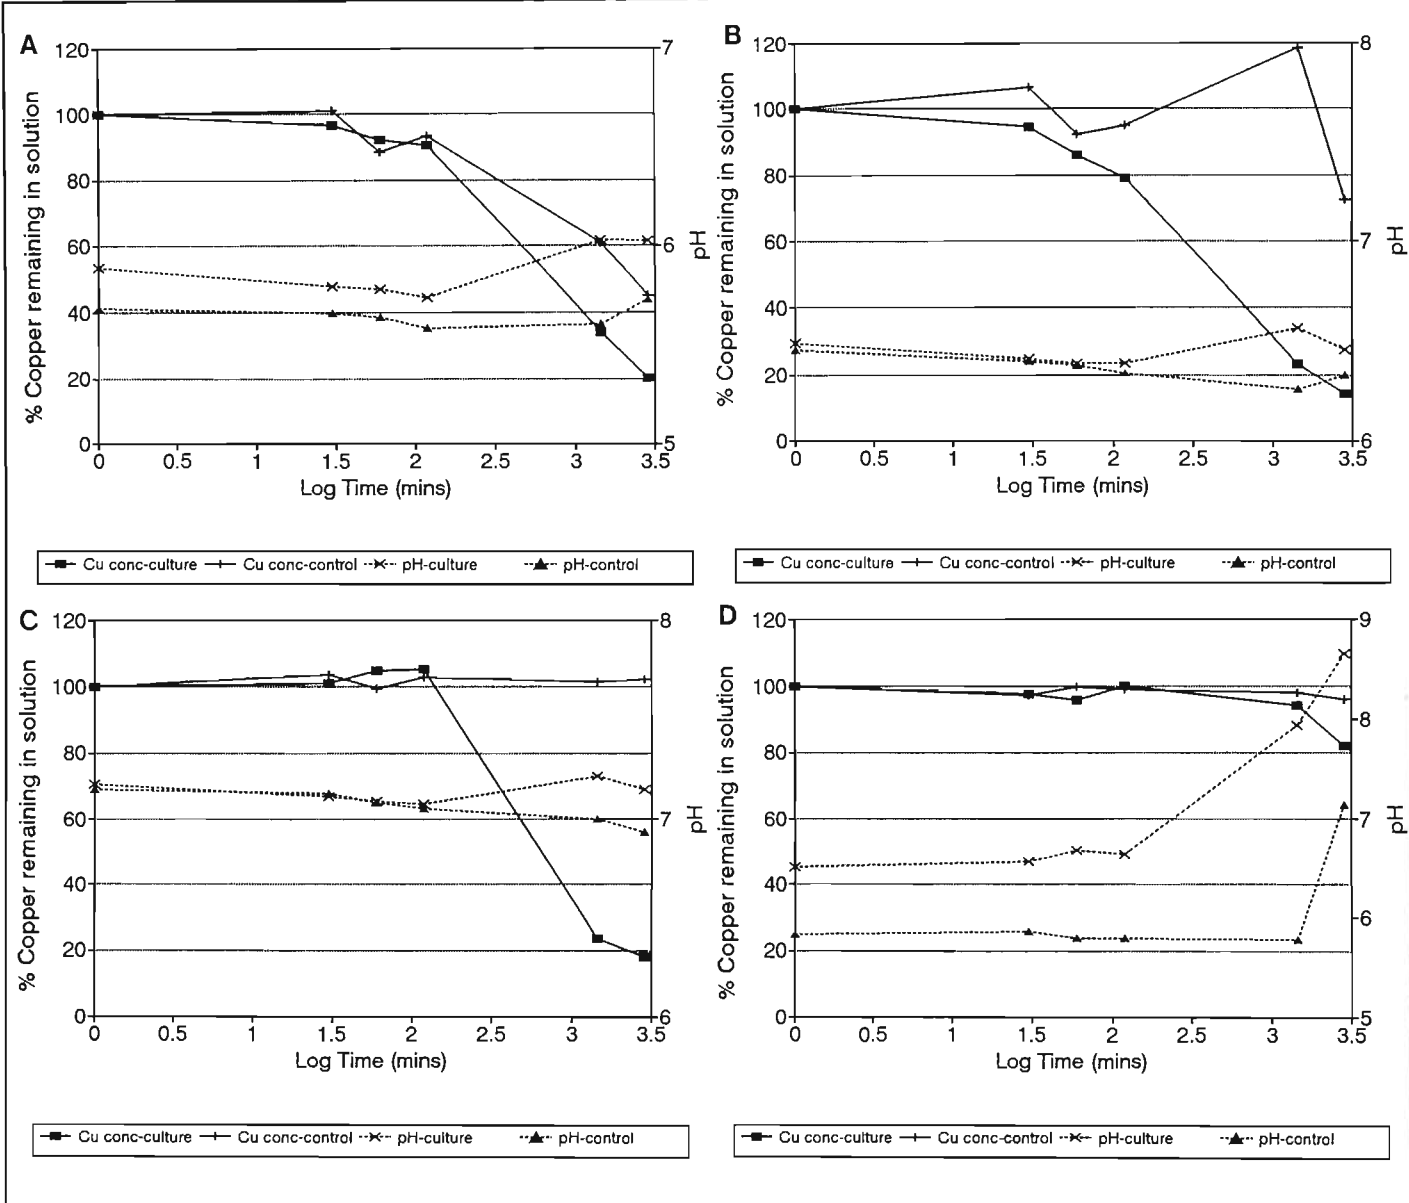 A
120
100
80
60
40
20
0
7
6
5
% Copper remaining in solution
pH
0 0.5 1 1.5 2 2.5 3 3.5
Log Time (mins)
Cu conc-culture Cu conc-control pH-culture pH-control
B
120
100
80
60
40
20
0
8
7
6
% Copper remaining in solution
pH
0 0.5 1 1.5 2 2.5 3 3.5
Log Time (mins)
Cu conc-culture Cu conc-control pH-culture pH-control
C
120
100
80
60
40
20
0
8
7
6
% Copper remaining in solution
pH
0 0.5 1 1.5 2 2.5 3 3.5
Log Time (mins)
Cu conc-culture Cu conc-control pH-culture pH-control
D
120
100
80
60
40
20
0
9
8
7
6
5
% Copper remaining in solution
pH
0 0.5 1 1.5 2 2.5 3 3.5
Log Time (mins)
Cu conc-culture Cu conc-control pH-culture pH-control